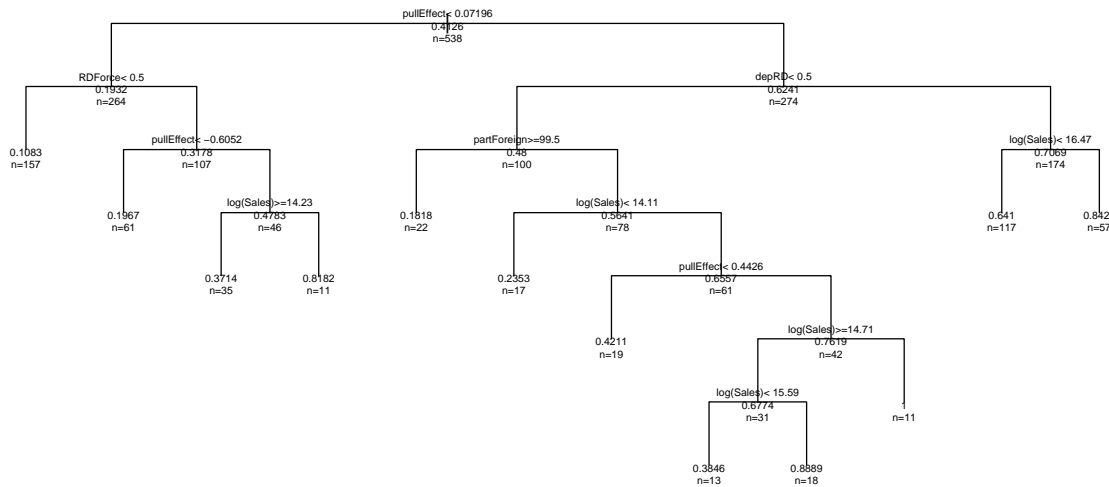 pullEffect< 0.07196
0.4126
n=538
RDForce< 0.5
0.1932
n=264
depRD< 0.5
0.6241
n=274
0.1083
n=157
pullEffect< −0.6052
0.3178
n=107
partForeign>=99.5
0.48
n=100
log(Sales)< 16.47
0.7069
n=174
0.1967
n=61
log(Sales)>=14.23
0.4783
n=46
0.1818
n=22
log(Sales)< 14.11
0.5641
n=78
0.641
n=117
0.842
n=57
0.3714
n=35
0.8182
n=11
0.2353
n=17
pullEffect< 0.4426
0.6557
n=61
0.4211
n=19
log(Sales)>=14.71
0.7619
n=42
log(Sales)< 15.59
0.6774
n=31
1
n=11
0.3846
n=13
0.8889
n=18